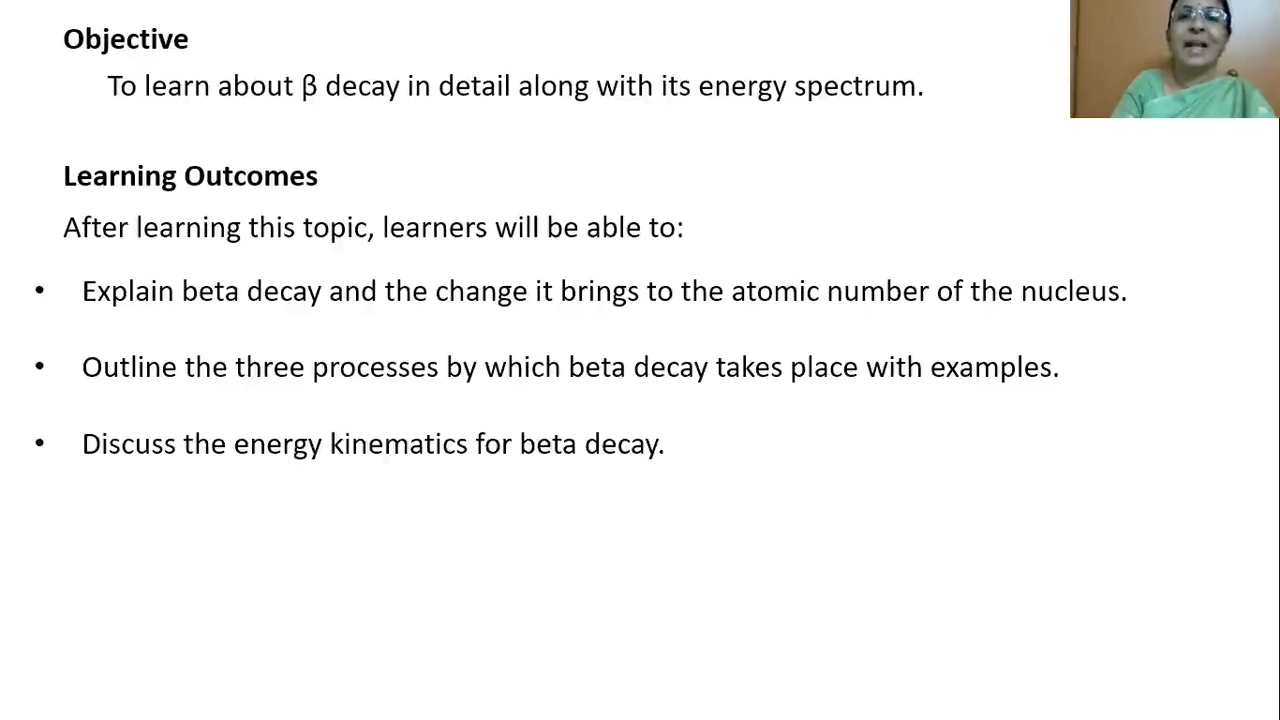 Objective
To learn about β decay in detail along with its energy spectrum.
Learning Outcomes
After learning this topic, learners will be able to:
• Explain beta decay and the change it brings to the atomic number of the nucleus.
• Outline the three processes by which beta decay takes place with examples.
• Discuss the energy kinematics for beta decay.